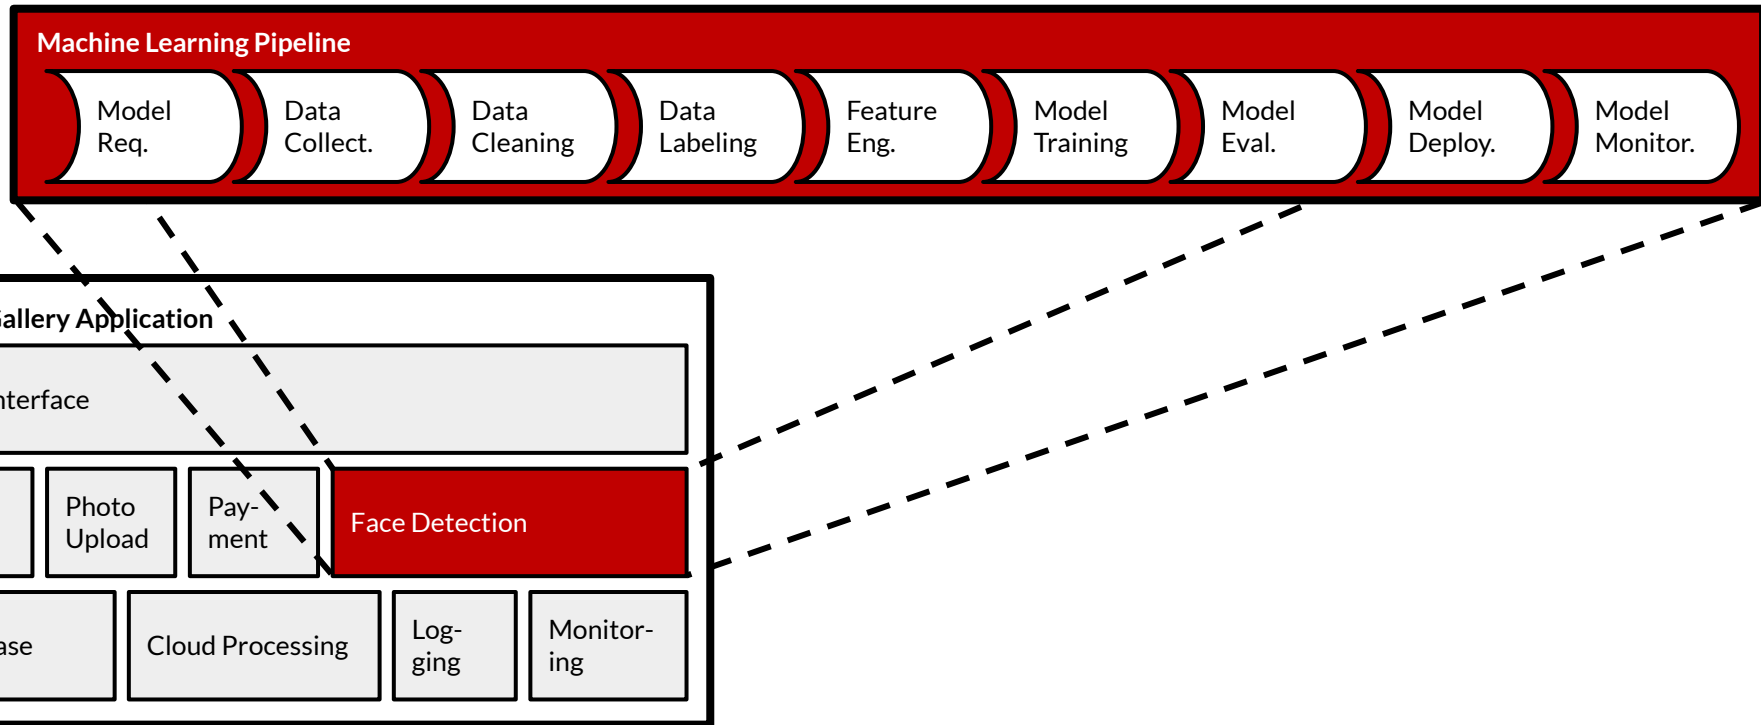 Machine Learning Pipeline
Model
Req.
Data
Collect.
Data
Cleaning
Data
Labeling
Feature
Eng.
Model
Training
Model
Eval.
Model
Deploy.
Model
Monitor.
Gallery Application
nterface
Photo
Upload
Pay-
ment
Face Detection
ase
Cloud Processing
Log-
ging
Monitor-
ing